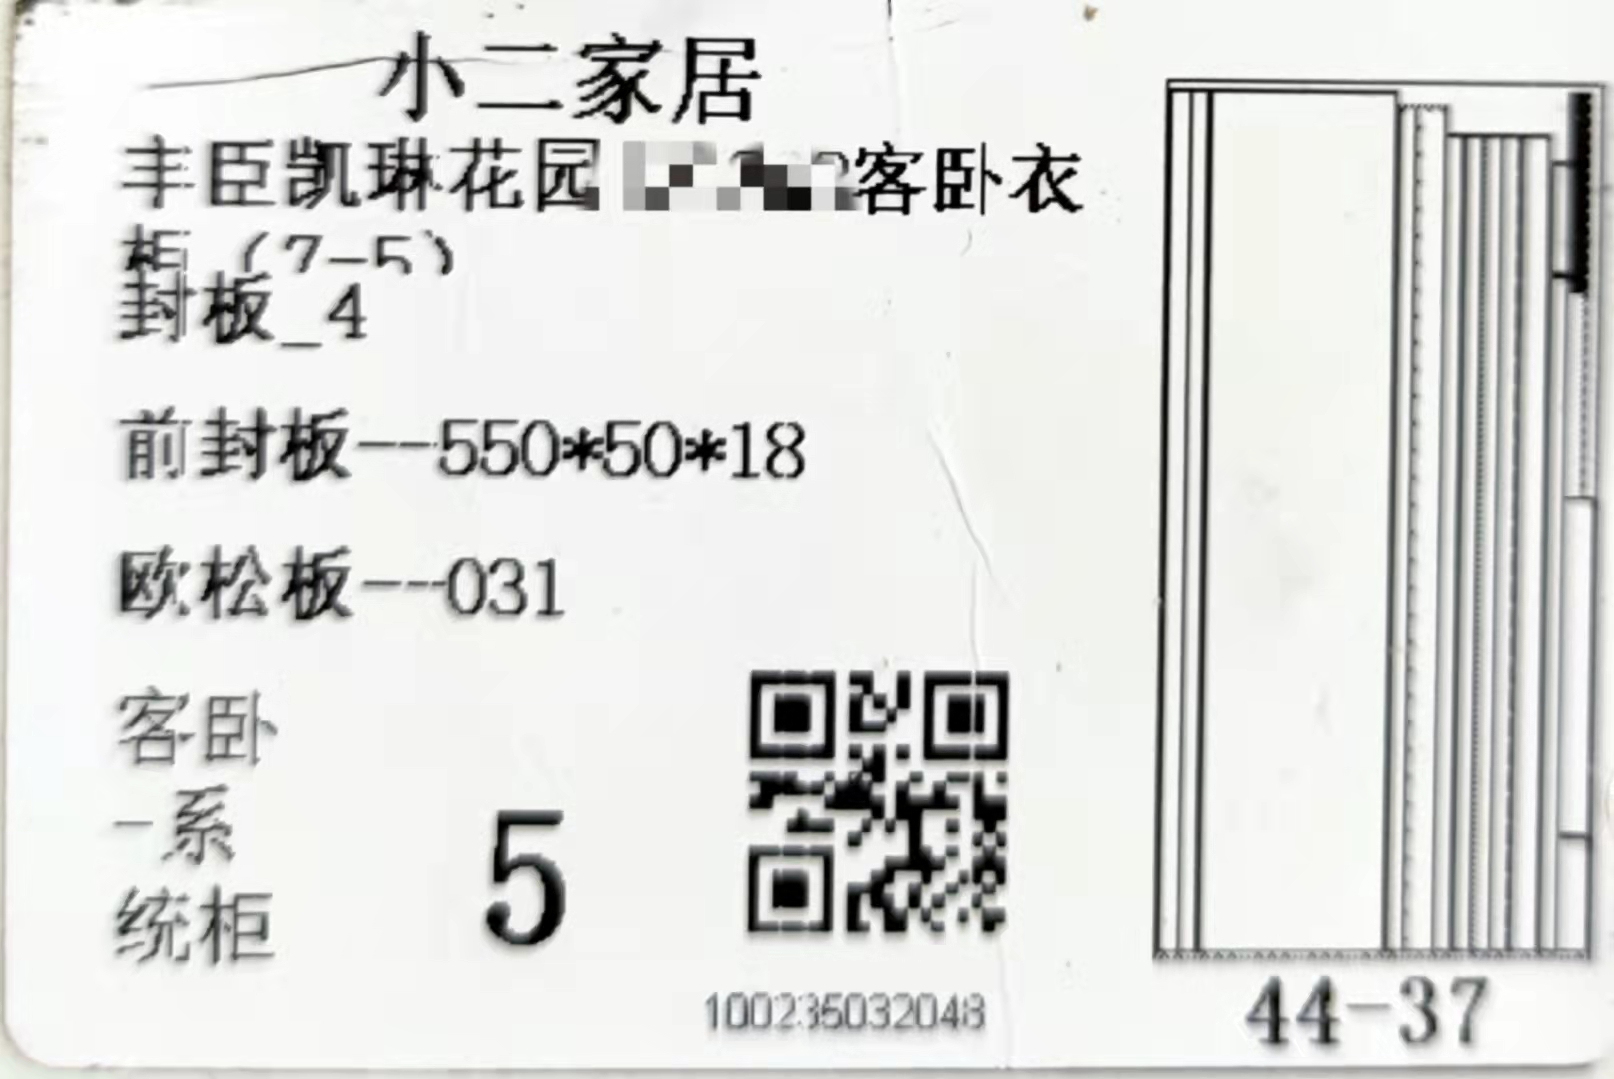 小二家居
丰臣凯琳花园 客卧衣
柜（7-5）
封板_4
前封板--550*50*18
欧松板---031
客卧
-系
统柜
5
100235032048
44-37